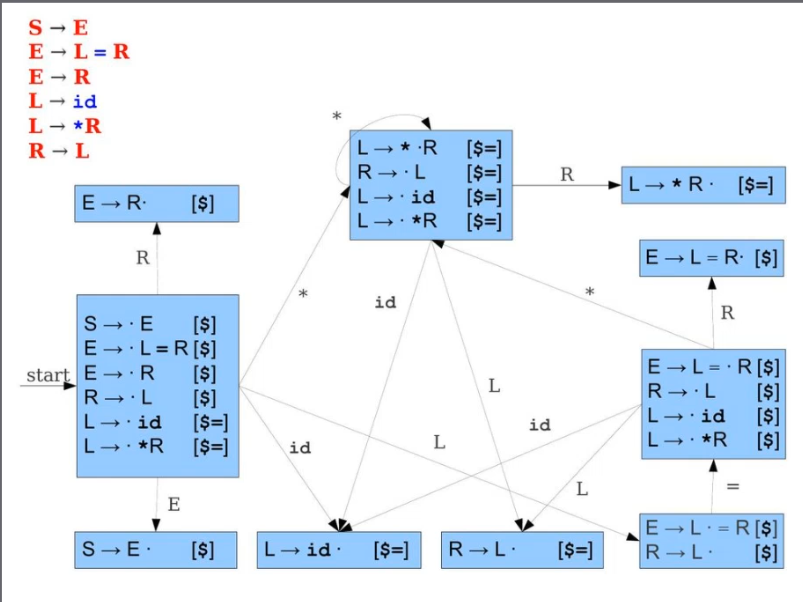 S → E
E → L = R
E → R
L → id
L → *R
R → L
*
L → * ·R [$=]
R → · L [$=]
L → · id [$=]
L → · *R [$=]
R
L → * R · [$=]
E → R· [$]
R
E → L = R· [$]
R
*
*
id
start
S → · E [$]
E → · L = R [$]
E → · R [$]
R → · L [$]
L → · id [$=]
L → · *R [$=]
E → L = · R [$]
R → · L [$]
L → · id [$]
L → · *R [$]
L
id
L
id
L
=
E
S → E · [$]
L → id · [$=]
R → L · [$=]
E → L · = R [$]
R → L · [$]